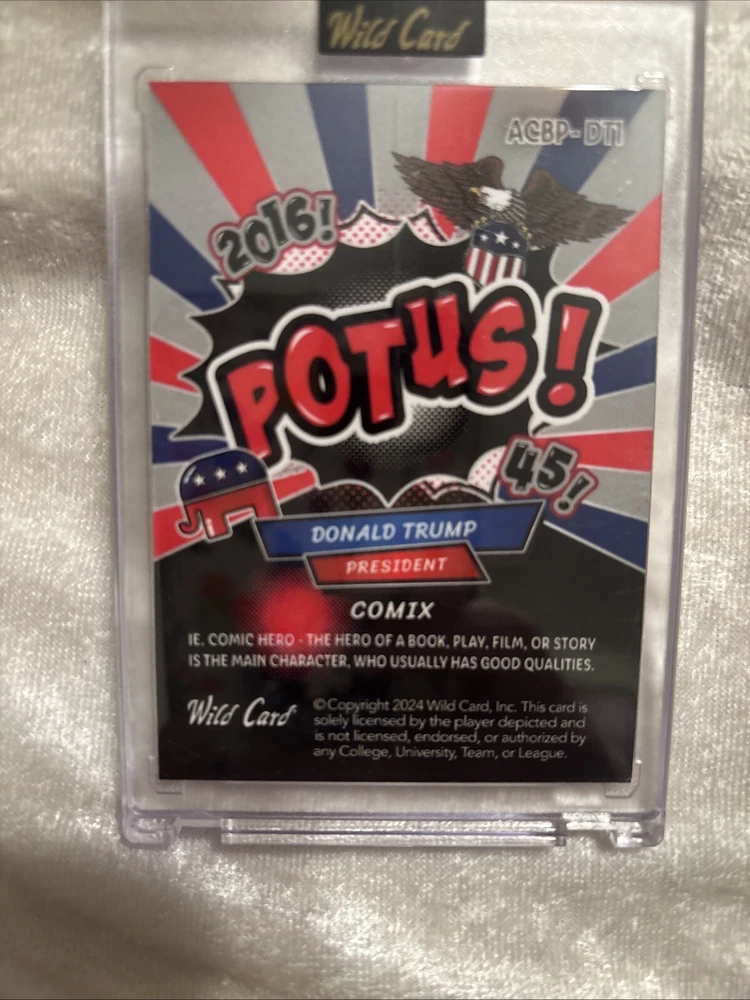 Wild Card
ACBP-DT1
2016!
POTUS!
45!
DONALD TRUMP
PRESIDENT
COMIX
IE. COMIC HERO - THE HERO OF A BOOK, PLAY, FILM, OR STORY
IS THE MAIN CHARACTER, WHO USUALLY HAS GOOD QUALITIES.
Wild Card
©Copyright 2024 Wild Card, Inc. This card is
solely licensed by the player depicted and
is not licensed, endorsed, or authorized by
any College, University, Team, or League.